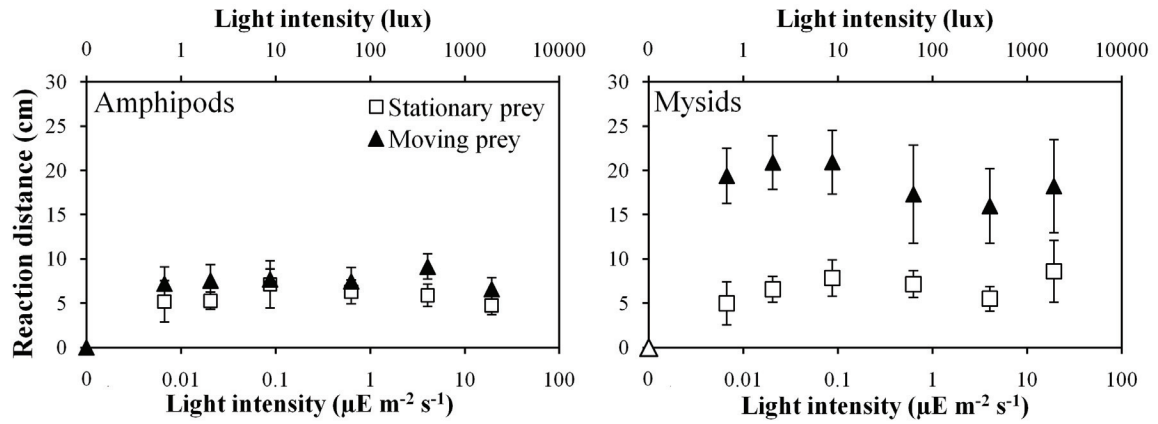 Light intensity (lux)
0 1 10 100 1000 10000
30
25
20
15
10
5
0
Reaction distance (cm)
Amphipods
Stationary prey
Moving prey
0 0.01 0.1 1 10 100
Light intensity (µE m⁻² s⁻¹)
Light intensity (lux)
0 1 10 100 1000 10000
30
25
20
15
10
5
0
Mysids
0 0.01 0.1 1 10 100
Light intensity (µE m⁻² s⁻¹)